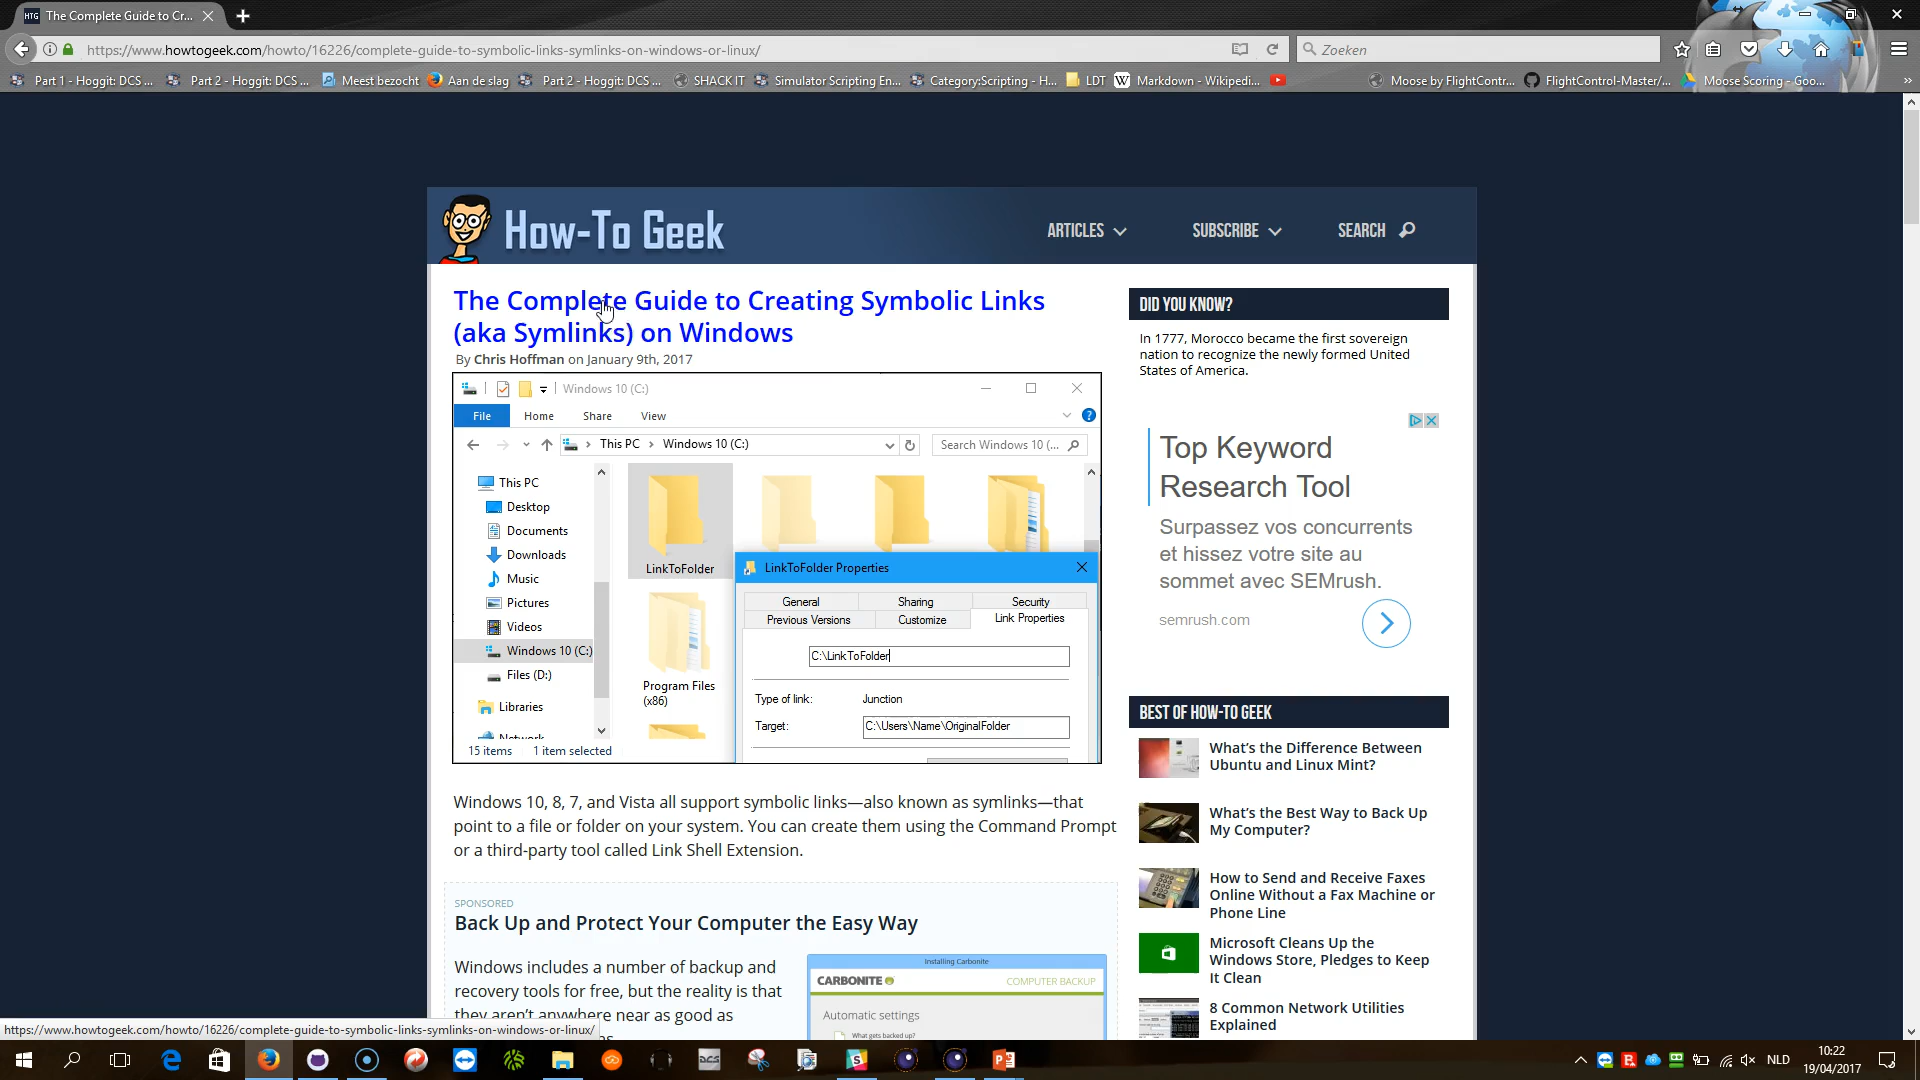 HTG The Complete Guide to Cr...
https://www.howtogeek.com/howto/16226/complete-guide-to-symbolic-links-symlinks-on-windows-or-linux/
Zoeken
Part 1 - Hoggit: DCS ...
Part 2 - Hoggit: DCS ...
Meest bezocht
Aan de slag
Part 2 - Hoggit: DCS ...
SHACK IT
Simulator Scripting En...
Category:Scripting - H...
LDT
W Markdown - Wikipedi...
Moose by FlightContr...
FlightControl-Master/...
Moose Scoring - Goo...
How-To Geek
ARTICLES
SUBSCRIBE
SEARCH
The Complete Guide to Creating Symbolic Links
(aka Symlinks) on Windows
By Chris Hoffman on January 9th, 2017
Windows 10 (C:)
File
Home
Share
View
This PC
Windows 10 (C:)
Search Windows 10 (...
This PC
Desktop
Documents
Downloads
Music
Pictures
Videos
Windows 10 (C:)
Files (D:)
Libraries
Network
15 items
1 item selected
LinkToFolder
Program Files
(x86)
LinkToFolder Properties
General
Sharing
Security
Previous Versions
Customize
Link Properties
C:\LinkToFolder
Type of link:
Junction
Target:
C:\Users\Name\OriginalFolder
Windows 10, 8, 7, and Vista all support symbolic links—also known as symlinks—that
point to a file or folder on your system. You can create them using the Command Prompt
or a third-party tool called Link Shell Extension.
SPONSORED
Back Up and Protect Your Computer the Easy Way
Windows includes a number of backup and
recovery tools for free, but the reality is that
they aren't anywhere near as good as
Installing Carbonite
CARBONITE
COMPUTER BACKUP
Automatic settings
What gets backed up?
DID YOU KNOW?
In 1777, Morocco became the first sovereign
nation to recognize the newly formed United
States of America.
Top Keyword
Research Tool
Surpassez vos concurrents
et hissez votre site au
sommet avec SEMrush.
semrush.com
BEST OF HOW-TO GEEK
What's the Difference Between
Ubuntu and Linux Mint?
What's the Best Way to Back Up
My Computer?
How to Send and Receive Faxes
Online Without a Fax Machine or
Phone Line
Microsoft Cleans Up the
Windows Store, Pledges to Keep
It Clean
8 Common Network Utilities
Explained
https://www.howtogeek.com/howto/16226/complete-guide-to-symbolic-links-symlinks-on-windows-or-linux/
DCS
NLD
10:22
19/04/2017